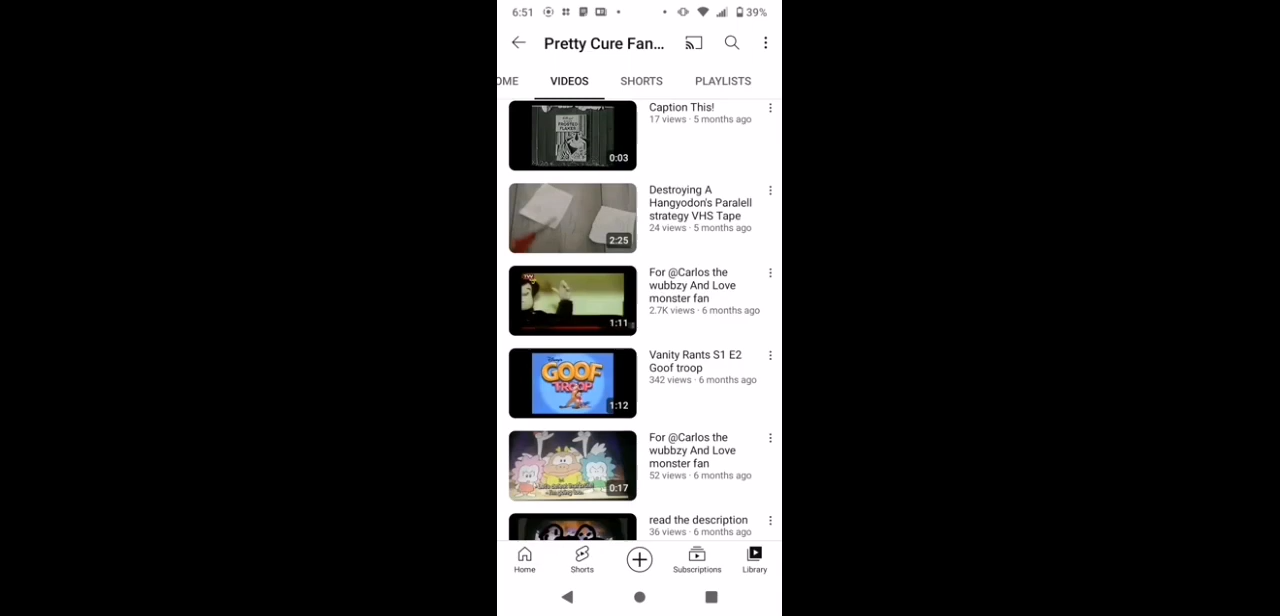 6:51
39%
Pretty Cure Fan...
OME VIDEOS SHORTS PLAYLISTS
FROSTED
FLAKES
0:03
Caption This!
17 views · 5 months ago
2:25
Destroying A
Hangyodon's Paralell
strategy VHS Tape
24 views · 5 months ago
1:11
For @Carlos the
wubbzy And Love
monster fan
2.7K views · 6 months ago
Disney's
GOOF
TROOP
1:12
Vanity Rants S1 E2
Goof troop
342 views · 6 months ago
0:17
For @Carlos the
wubbzy And Love
monster fan
52 views · 6 months ago
read the description
36 views · 6 months ago
Home Shorts Subscriptions Library